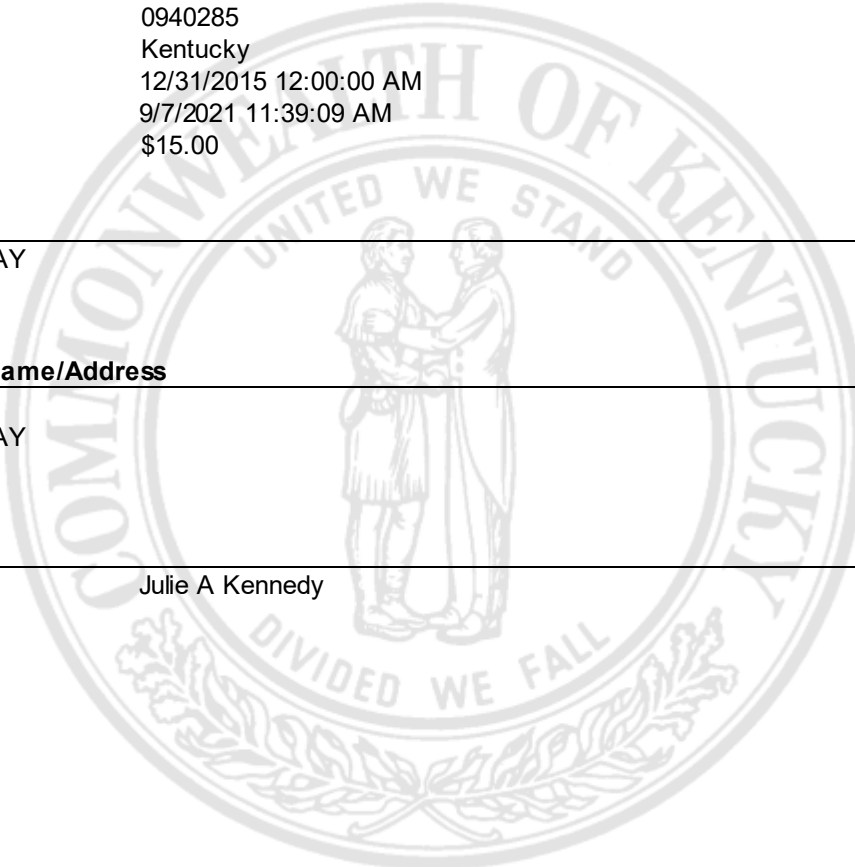 0940285
Kentucky
12/31/2015 12:00:00 AM
9/7/2021 11:39:09 AM
$15.00
COMMONWEALTH OF KENTUCKY
UNITED WE STAND
AY
ame/Address
AY
Julie A Kennedy
DIVIDED WE FALL